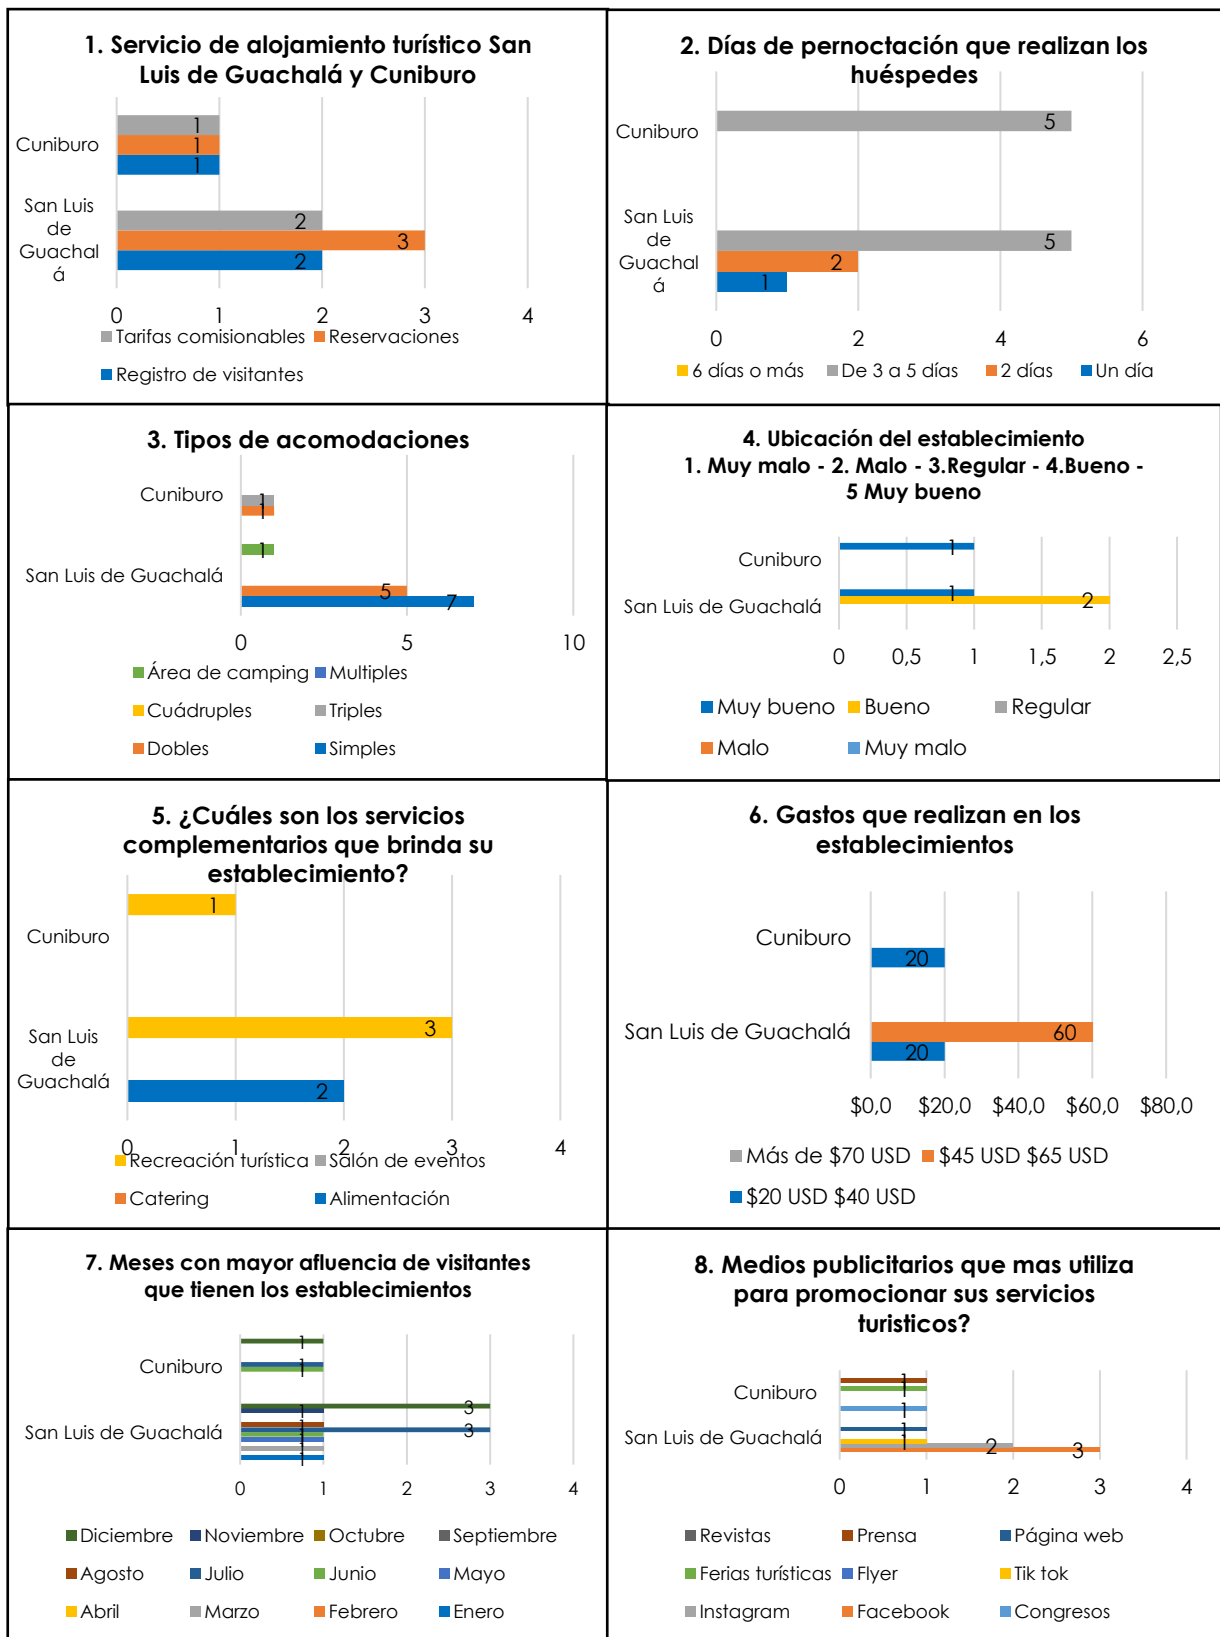 1. Servicio de alojamiento turístico San
Luis de Guachalá y Cuniburo
Cuniburo
1
1
1
San Luis
de
Guachal
á
2
3
2
0 1 2 3 4
Tarifas comisionables Reservaciones
Registro de visitantes
2. Días de pernoctación que realizan los
huéspedes
Cuniburo
5
San Luis
de
Guachal
á
5
2
1
0 2 4 6
6 días o más De 3 a 5 días 2 días Un día
3. Tipos de acomodaciones
Cuniburo
1
1
1
San Luis de Guachalá
5
7
0 5 10
Área de camping Multiples
Cuádruples Triples
Dobles Simples
4. Ubicación del establecimiento
1. Muy malo - 2. Malo - 3.Regular - 4.Bueno -
5 Muy bueno
Cuniburo
1
San Luis de Guachalá
1
2
0 0,5 1 1,5 2 2,5
Muy bueno Bueno Regular
Malo Muy malo
5. ¿Cuáles son los servicios
complementarios que brinda su
establecimiento?
1
Cuniburo
3
San Luis
de
Guachalá
2
0 1 2 3 4
Recreación turística Salón de eventos
Catering Alimentación
6. Gastos que realizan en los
establecimientos
Cuniburo
20
San Luis de Guachalá
60
20
$0,0 $20,0 $40,0 $60,0 $80,0
Más de $70 USD $45 USD $65 USD
$20 USD $40 USD
7. Meses con mayor afluencia de visitantes
que tienen los establecimientos
1
Cuniburo
1
3
1
San Luis de Guachalá
1
3
1
1
1
1
0 1 2 3 4
Diciembre Noviembre Octubre Septiembre
Agosto Julio Junio Mayo
Abril Marzo Febrero Enero
8. Medios publicitarios que mas utiliza
para promocionar sus servicios
turisticos?
Cuniburo
1
1
1
San Luis de Guachalá
1
1
2
3
0 1 2 3 4
Revistas Prensa Página web
Ferias turísticas Flyer Tik tok
Instagram Facebook Congresos